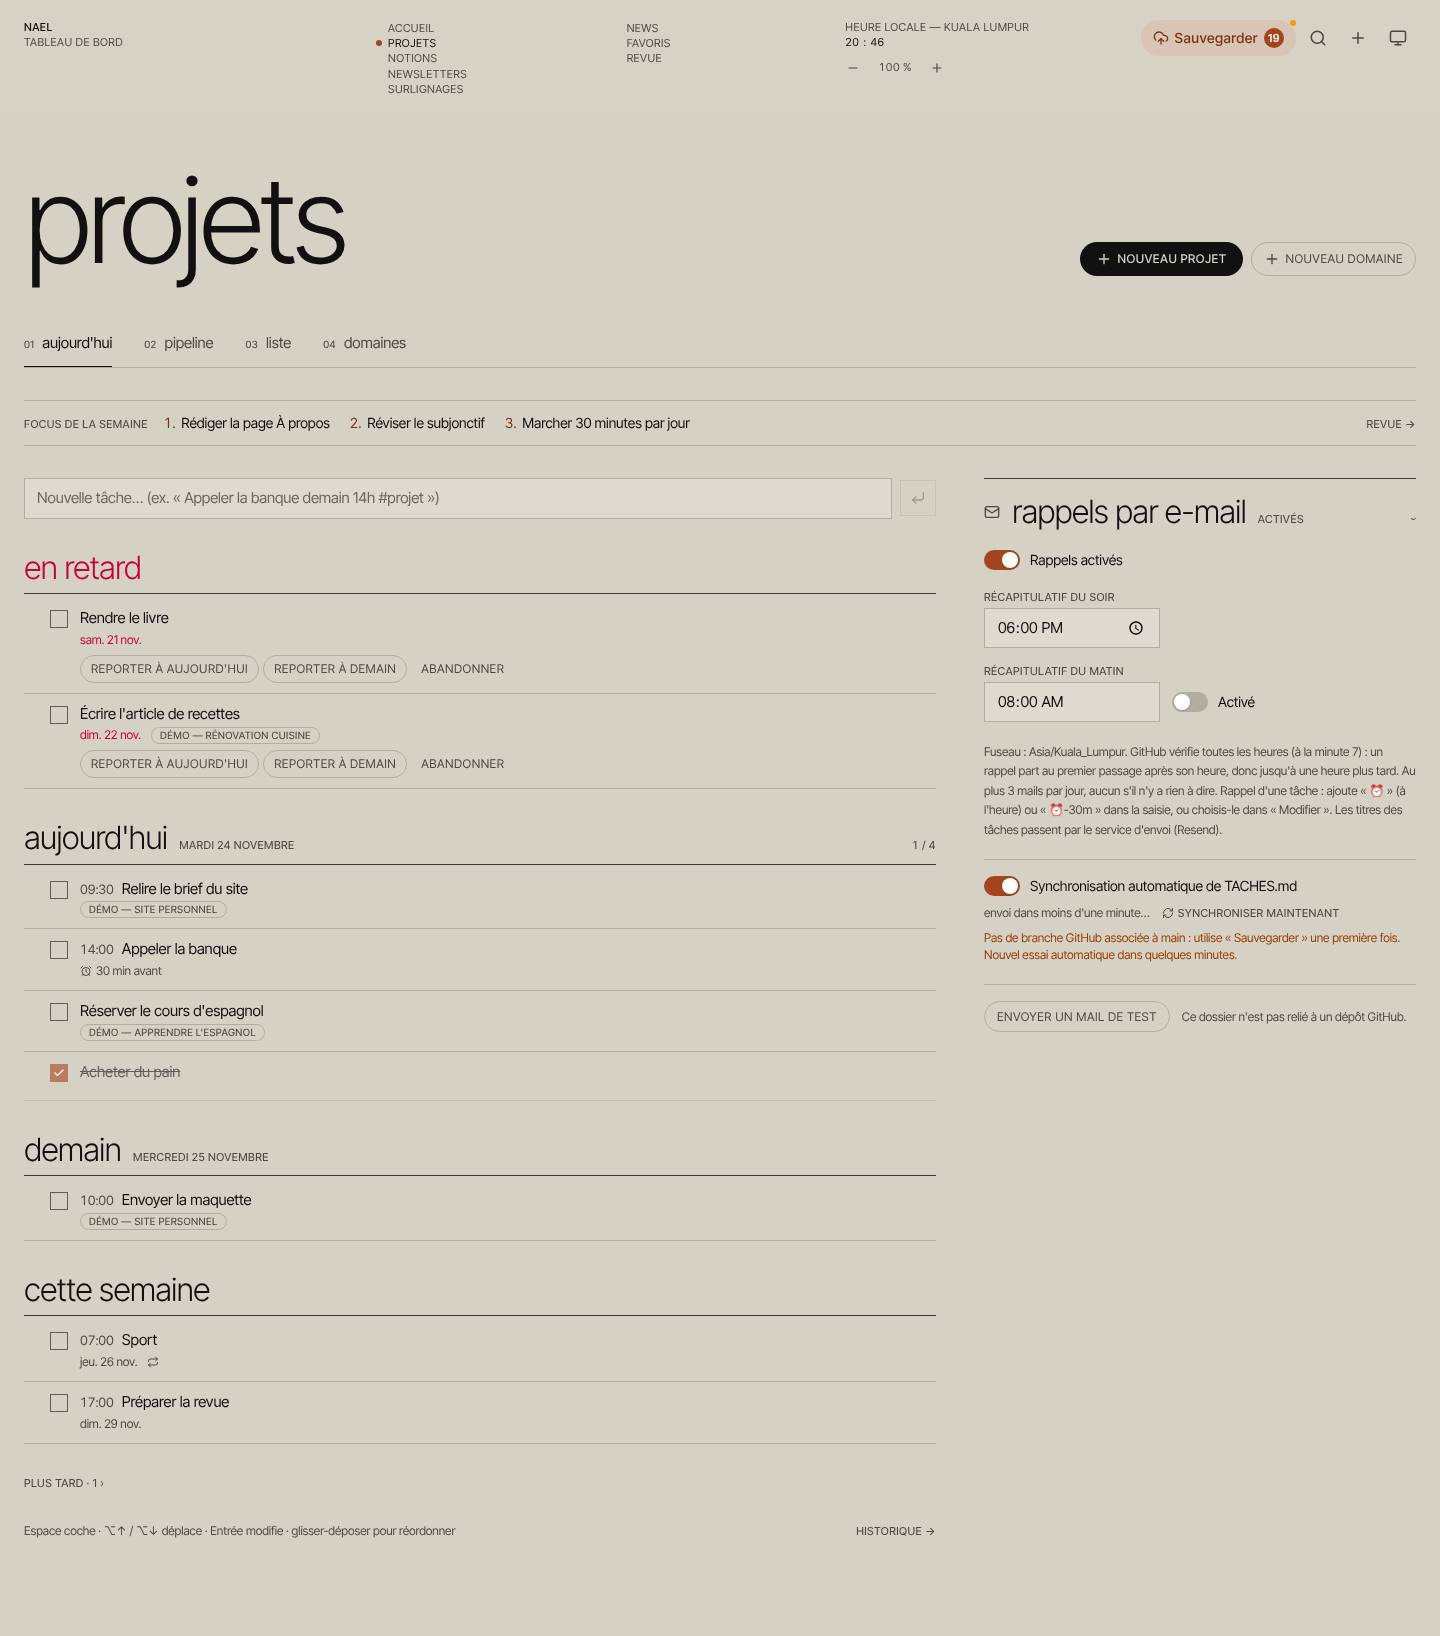 NAEL
TABLEAU DE BORD
ACCUEIL
PROJETS
NOTIONS
NEWSLETTERS
SURLIGNAGES
NEWS
FAVORIS
REVUE
HEURE LOCALE — KUALA LUMPUR
20 : 46
100 %
Sauvegarder 19
projets
NOUVEAU PROJET
NOUVEAU DOMAINE
01 aujourd'hui
02 pipeline
03 liste
04 domaines
FOCUS DE LA SEMAINE 1. Rédiger la page À propos 2. Réviser le subjonctif 3. Marcher 30 minutes par jour REVUE →
Nouvelle tâche… (ex. « Appeler la banque demain 14h #projet »)
en retard
Rendre le livre
sam. 21 nov.
REPORTER À AUJOURD'HUI REPORTER À DEMAIN ABANDONNER
Écrire l'article de recettes
dim. 22 nov. DÉMO — RÉNOVATION CUISINE
REPORTER À AUJOURD'HUI REPORTER À DEMAIN ABANDONNER
aujourd'hui MARDI 24 NOVEMBRE 1 / 4
09:30 Relire le brief du site
DÉMO — SITE PERSONNEL
14:00 Appeler la banque
30 min avant
Réserver le cours d'espagnol
DÉMO — APPRENDRE L'ESPAGNOL
Acheter du pain
demain MERCREDI 25 NOVEMBRE
10:00 Envoyer la maquette
DÉMO — SITE PERSONNEL
cette semaine
07:00 Sport
jeu. 26 nov.
17:00 Préparer la revue
dim. 29 nov.
PLUS TARD · 1 ›
Espace coche · ⌥↑ / ⌥↓ déplace · Entrée modifie · glisser-déposer pour réordonner
HISTORIQUE →
rappels par e-mail ACTIVÉS
Rappels activés
RÉCAPITULATIF DU SOIR
06:00 PM
RÉCAPITULATIF DU MATIN
08:00 AM
Activé
Fuseau : Asia/Kuala_Lumpur. GitHub vérifie toutes les heures (à la minute 7) : un
rappel part au premier passage après son heure, donc jusqu'à une heure plus tard. Au
plus 3 mails par jour, aucun s'il n'y a rien à dire. Rappel d'une tâche : ajoute « ⏰ » (à
l'heure) ou « ⏰-30m » dans la saisie, ou choisis-le dans « Modifier ». Les titres des
tâches passent par le service d'envoi (Resend).
Synchronisation automatique de TACHES.md
envoi dans moins d'une minute… SYNCHRONISER MAINTENANT
Pas de branche GitHub associée à main : utilise « Sauvegarder » une première fois.
Nouvel essai automatique dans quelques minutes.
ENVOYER UN MAIL DE TEST
Ce dossier n'est pas relié à un dépôt GitHub.